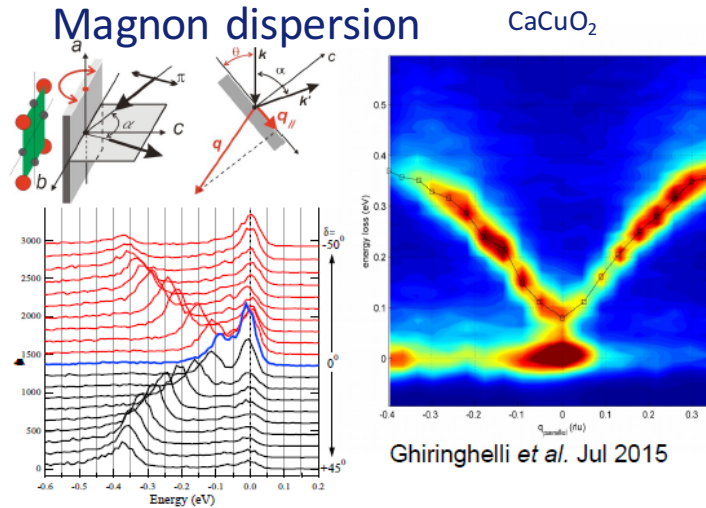 Magnon dispersion
CaCuO₂
a
π
α
c
b
θ
k
α
c
k'
q//
q
3000
2500
2000
1500
1000
500
0
δ=
-50°
0°
+45°
-0.6 -0.5 -0.4 -0.3 -0.2 -0.1 0.0 0.1 0.2
Energy (eV)
energy loss (eV)
0.5
0.4
0.3
0.2
0.1
0
-0.4 -0.3 -0.2 -0.1 0 0.1 0.2 0.3
q parallel (rlu)
Ghiringhelli et al. Jul 2015